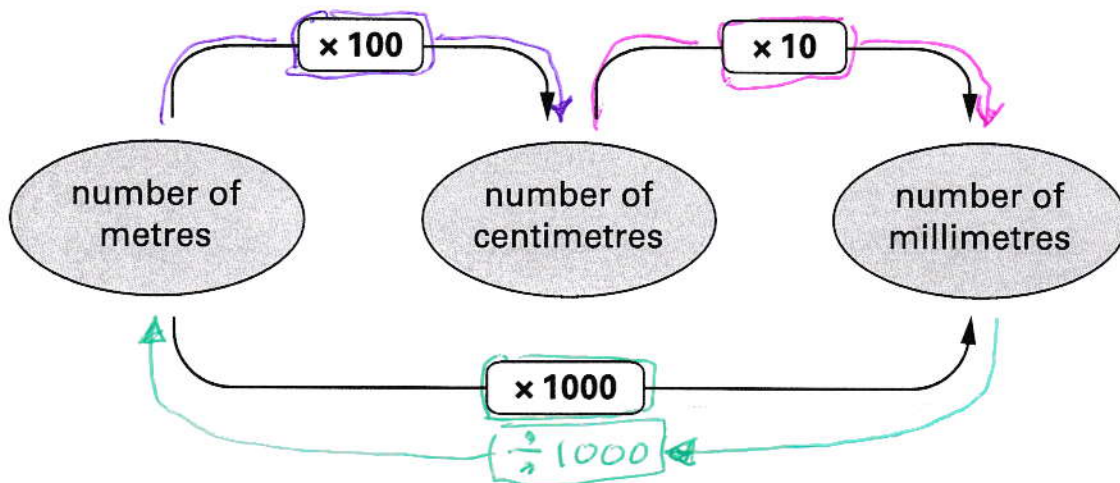 × 100
× 10
number of
metres
number of
centimetres
number of
millimetres
× 1000
÷ 1000